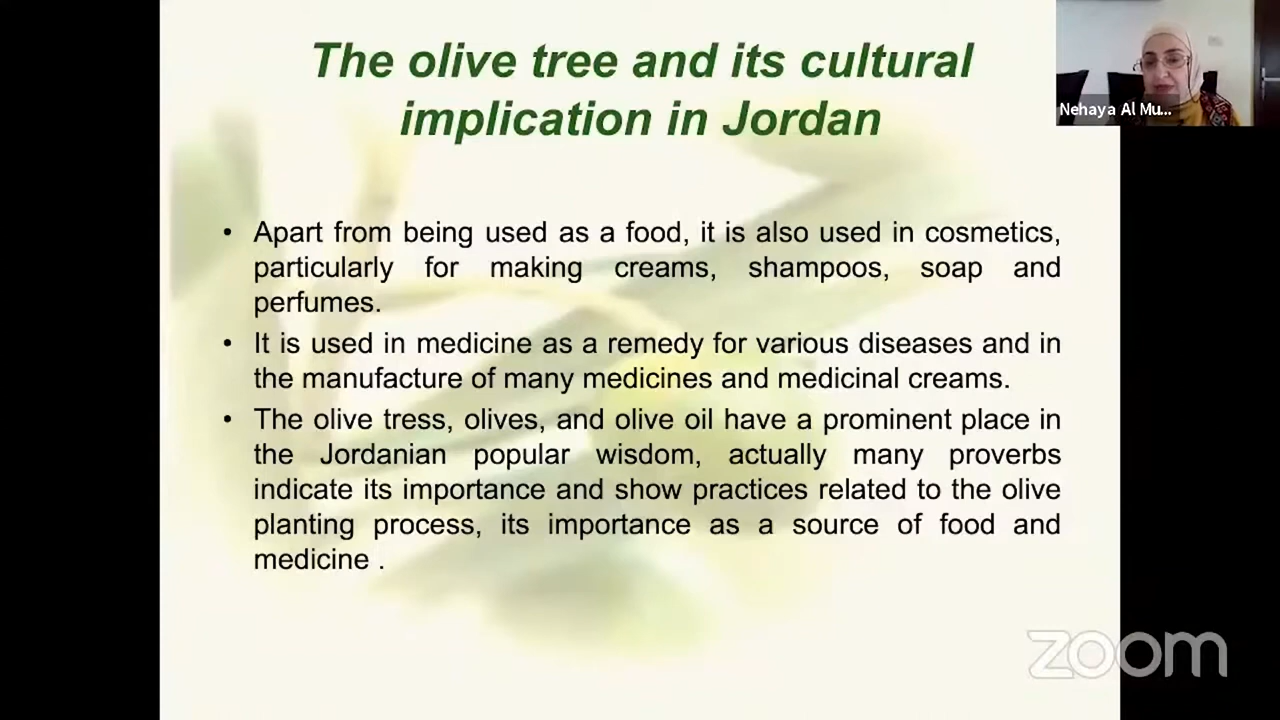 The olive tree and its cultural
implication in Jordan
Nehaya Al Mu...
• Apart from being used as a food, it is also used in cosmetics,
particularly for making creams, shampoos, soap and
perfumes.
• It is used in medicine as a remedy for various diseases and in
the manufacture of many medicines and medicinal creams.
• The olive tress, olives, and olive oil have a prominent place in
the Jordanian popular wisdom, actually many proverbs
indicate its importance and show practices related to the olive
planting process, its importance as a source of food and
medicine .
zoom